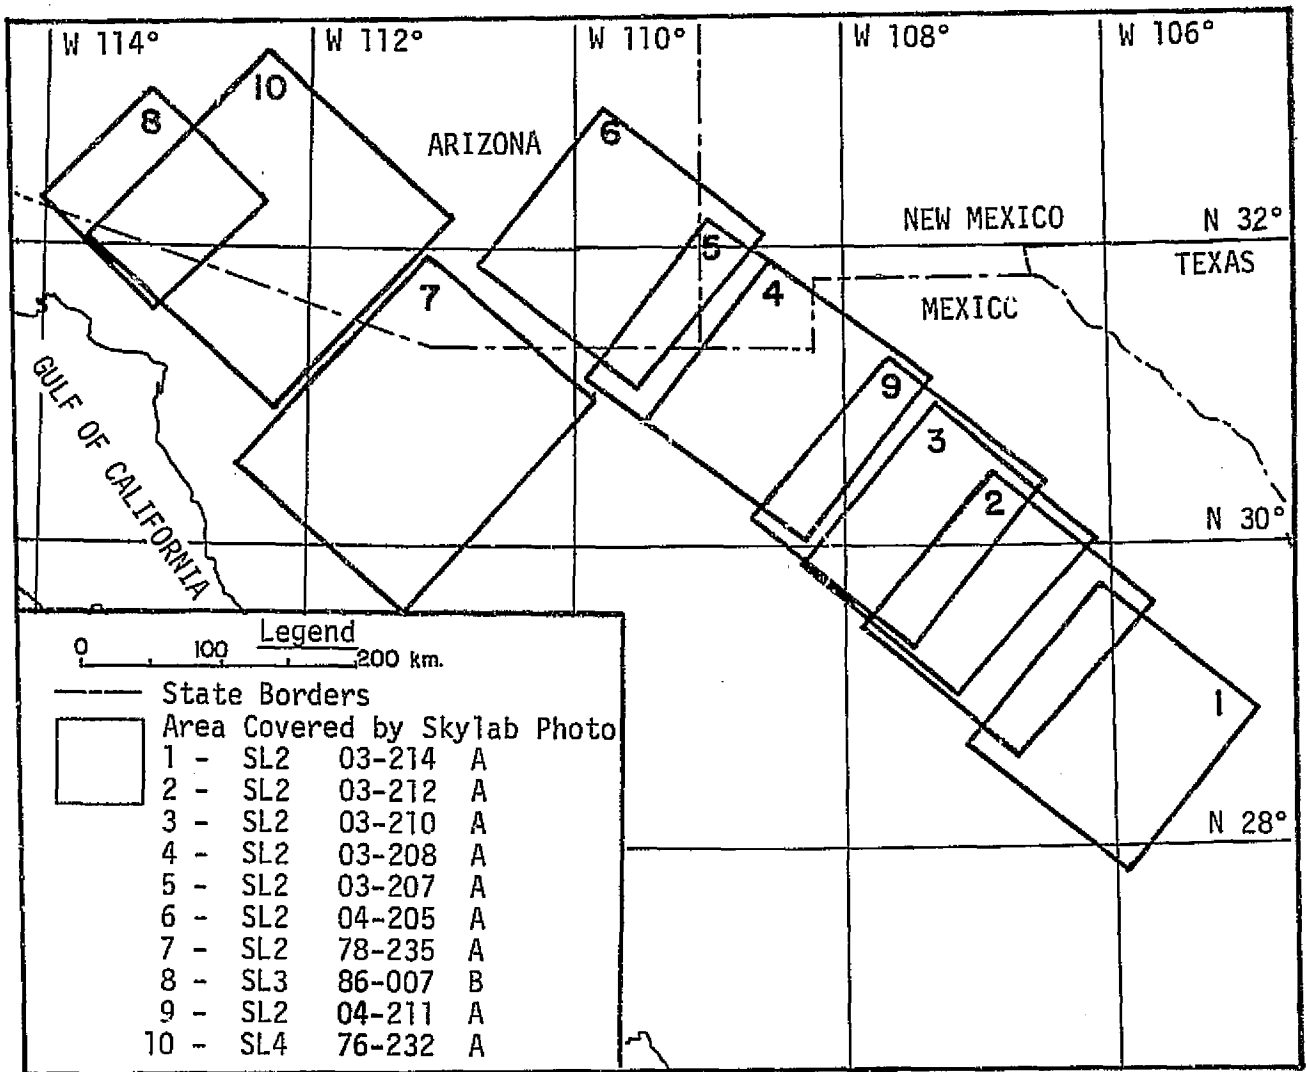 W 114°
W 112°
W 110°
W 108°
W 106°
10
8
ARIZONA
6
NEW MEXICO
N 32°
5
TEXAS
7
4
MEXICC
GULF OF CALIFORNIA
9
3
2
N 30°
1
N 28°
Legend
0 100 200 km.
State Borders
Area Covered by Skylab Photo
1 - SL2 03-214 A
2 - SL2 03-212 A
3 - SL2 03-210 A
4 - SL2 03-208 A
5 - SL2 03-207 A
6 - SL2 04-205 A
7 - SL2 78-235 A
8 - SL3 86-007 B
9 - SL2 04-211 A
10 - SL4 76-232 A